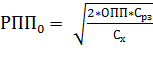 РПП₀ = √((2*ОПП*Cрз)/Cх)